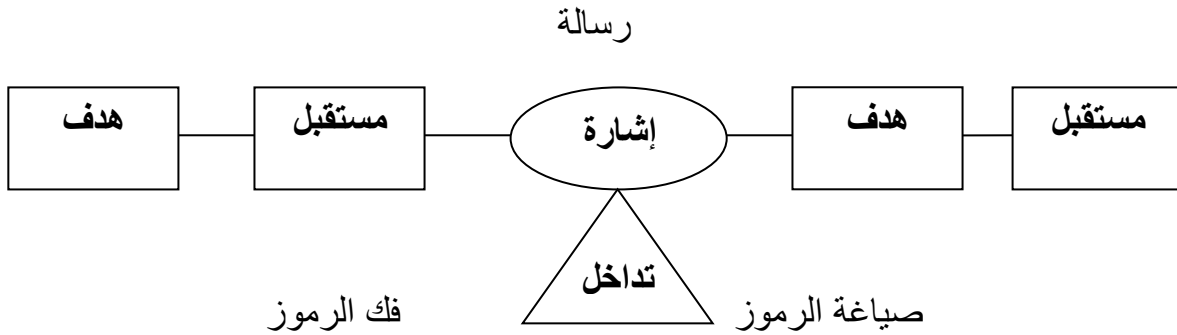 رسالة
مستقبل هدف إشارة مستقبل هدف
تداخل
صياغة الرموز فك الرموز